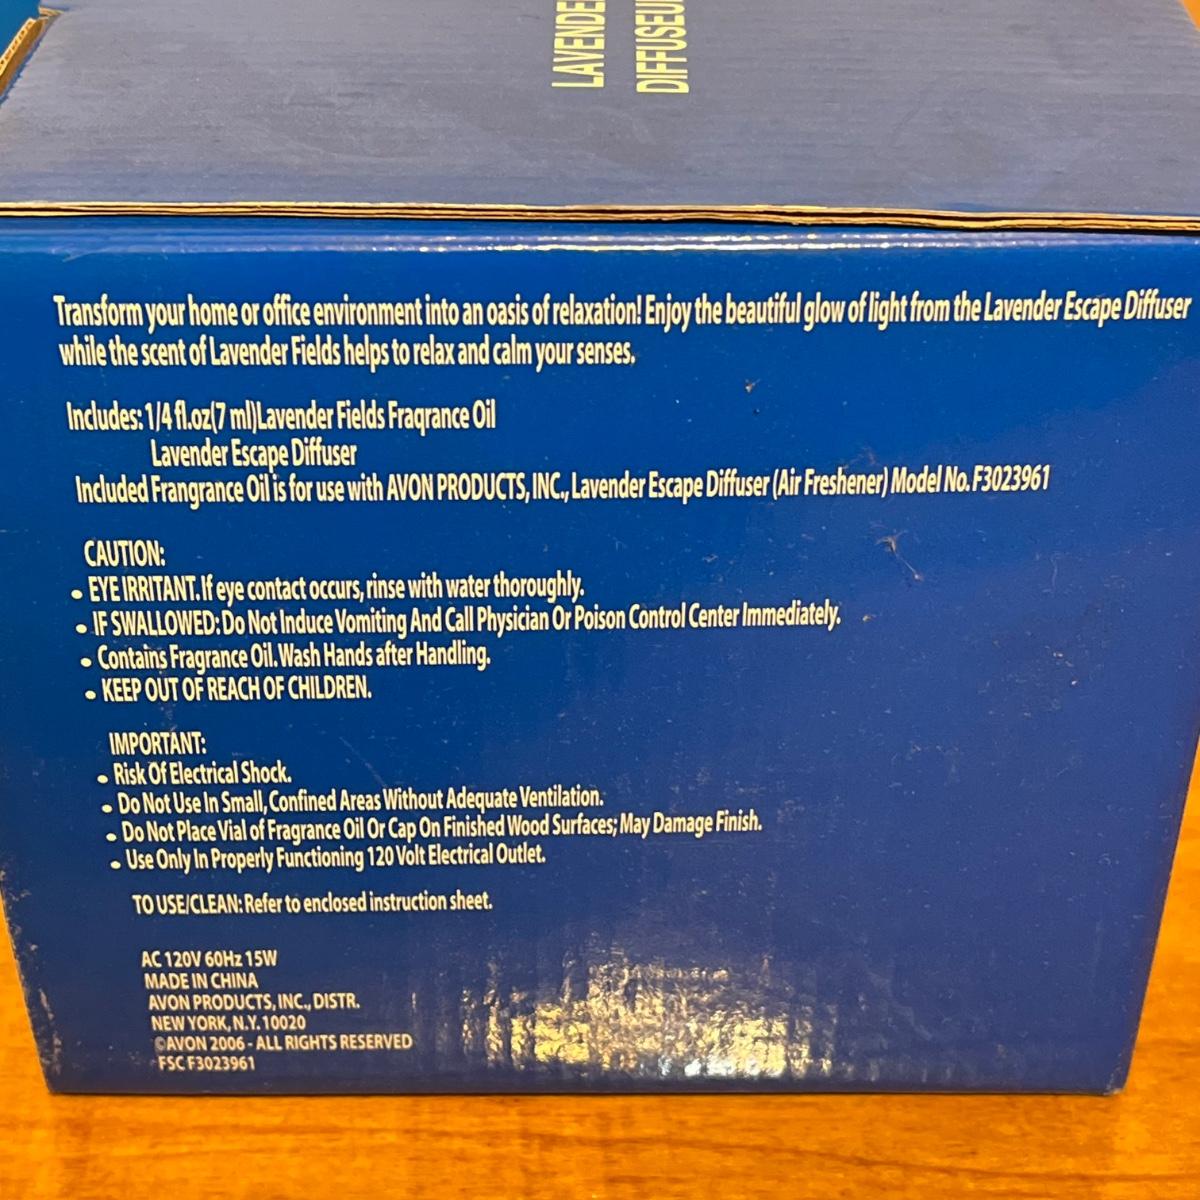 LAVENDE
DIFFUSEU
Transform your home or office environment into an oasis of relaxation! Enjoy the beautiful glow of light from the Lavender Escape Diffuser
while the scent of Lavender Fields helps to relax and calm your senses.
Includes: 1/4 fl.oz(7 ml)Lavender Fields Fraqrance Oil
Lavender Escape Diffuser
Included Frangrance Oil is for use with AVON PRODUCTS, INC., Lavender Escape Diffuser (Air Freshener) Model No. F3023961
CAUTION:
• EYE IRRITANT. If eye contact occurs, rinse with water thoroughly.
• IF SWALLOWED: Do Not Induce Vomiting And Call Physician Or Poison Control Center Immediately.
• Contains Fragrance Oil. Wash Hands after Handling.
• KEEP OUT OF REACH OF CHILDREN.
IMPORTANT:
• Risk Of Electrical Shock.
• Do Not Use In Small, Confined Areas Without Adequate Ventilation.
• Do Not Place Vial of Fragrance Oil Or Cap On Finished Wood Surfaces; May Damage Finish.
• Use Only In Properly Functioning 120 Volt Electrical Outlet.
TO USE/CLEAN: Refer to enclosed instruction sheet.
AC 120V 60Hz 15W
MADE IN CHINA
AVON PRODUCTS, INC., DISTR.
NEW YORK, N.Y. 10020
©AVON 2006 - ALL RIGHTS RESERVED
FSC F3023961